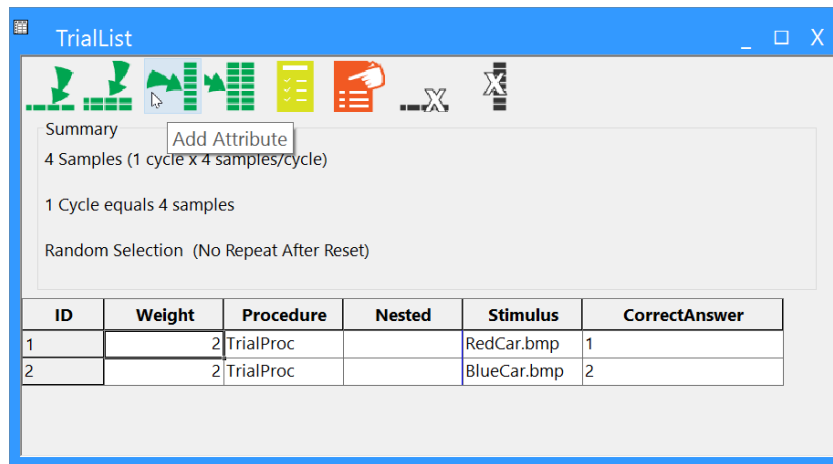 TrialList
Add Attribute
Summary
4 Samples (1 cycle x 4 samples/cycle)
1 Cycle equals 4 samples
Random Selection (No Repeat After Reset)
ID Weight Procedure Nested Stimulus CorrectAnswer
1 2 TrialProc RedCar.bmp 1
2 2 TrialProc BlueCar.bmp 2